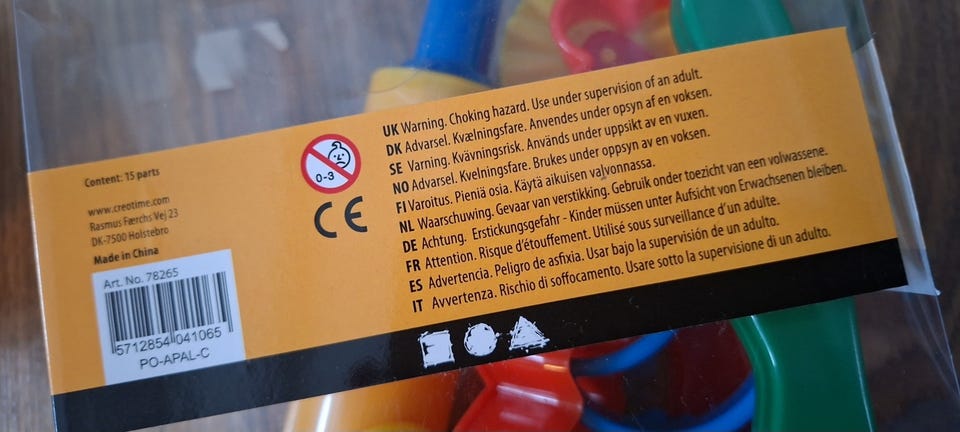 Content: 15 parts
www.creotime.com
Rasmus Færchs Vej 23
DK-7500 Holstebro
Made in China
Art. No. 78265
5712854 041065
PO-APAL-C
0-3
CE
UK Warning. Choking hazard. Use under supervision of an adult.
DK Advarsel. Kvælningsfare. Anvendes under opsyn af en voksen.
SE Varning. Kvävningsrisk. Används under uppsikt av en vuxen.
NO Advarsel. Kvelningsfare. Brukes under oppsyn av en voksen.
FI Varoitus. Pieniä osia. Käytä aikuisen valvonnassa.
NL Waarschuwing. Gevaar van verstikking. Gebruik onder toezicht van een volwassene.
DE Achtung. Erstickungsgefahr - Kinder müssen unter Aufsicht von Erwachsenen bleiben.
FR Attention. Risque d'étouffement. Utilisé sous surveillance d'un adulte.
ES Advertencia. Peligro de asfixia. Usar bajo la supervisión de un adulto.
IT Avvertenza. Rischio di soffocamento. Usare sotto la supervisione di un adulto.